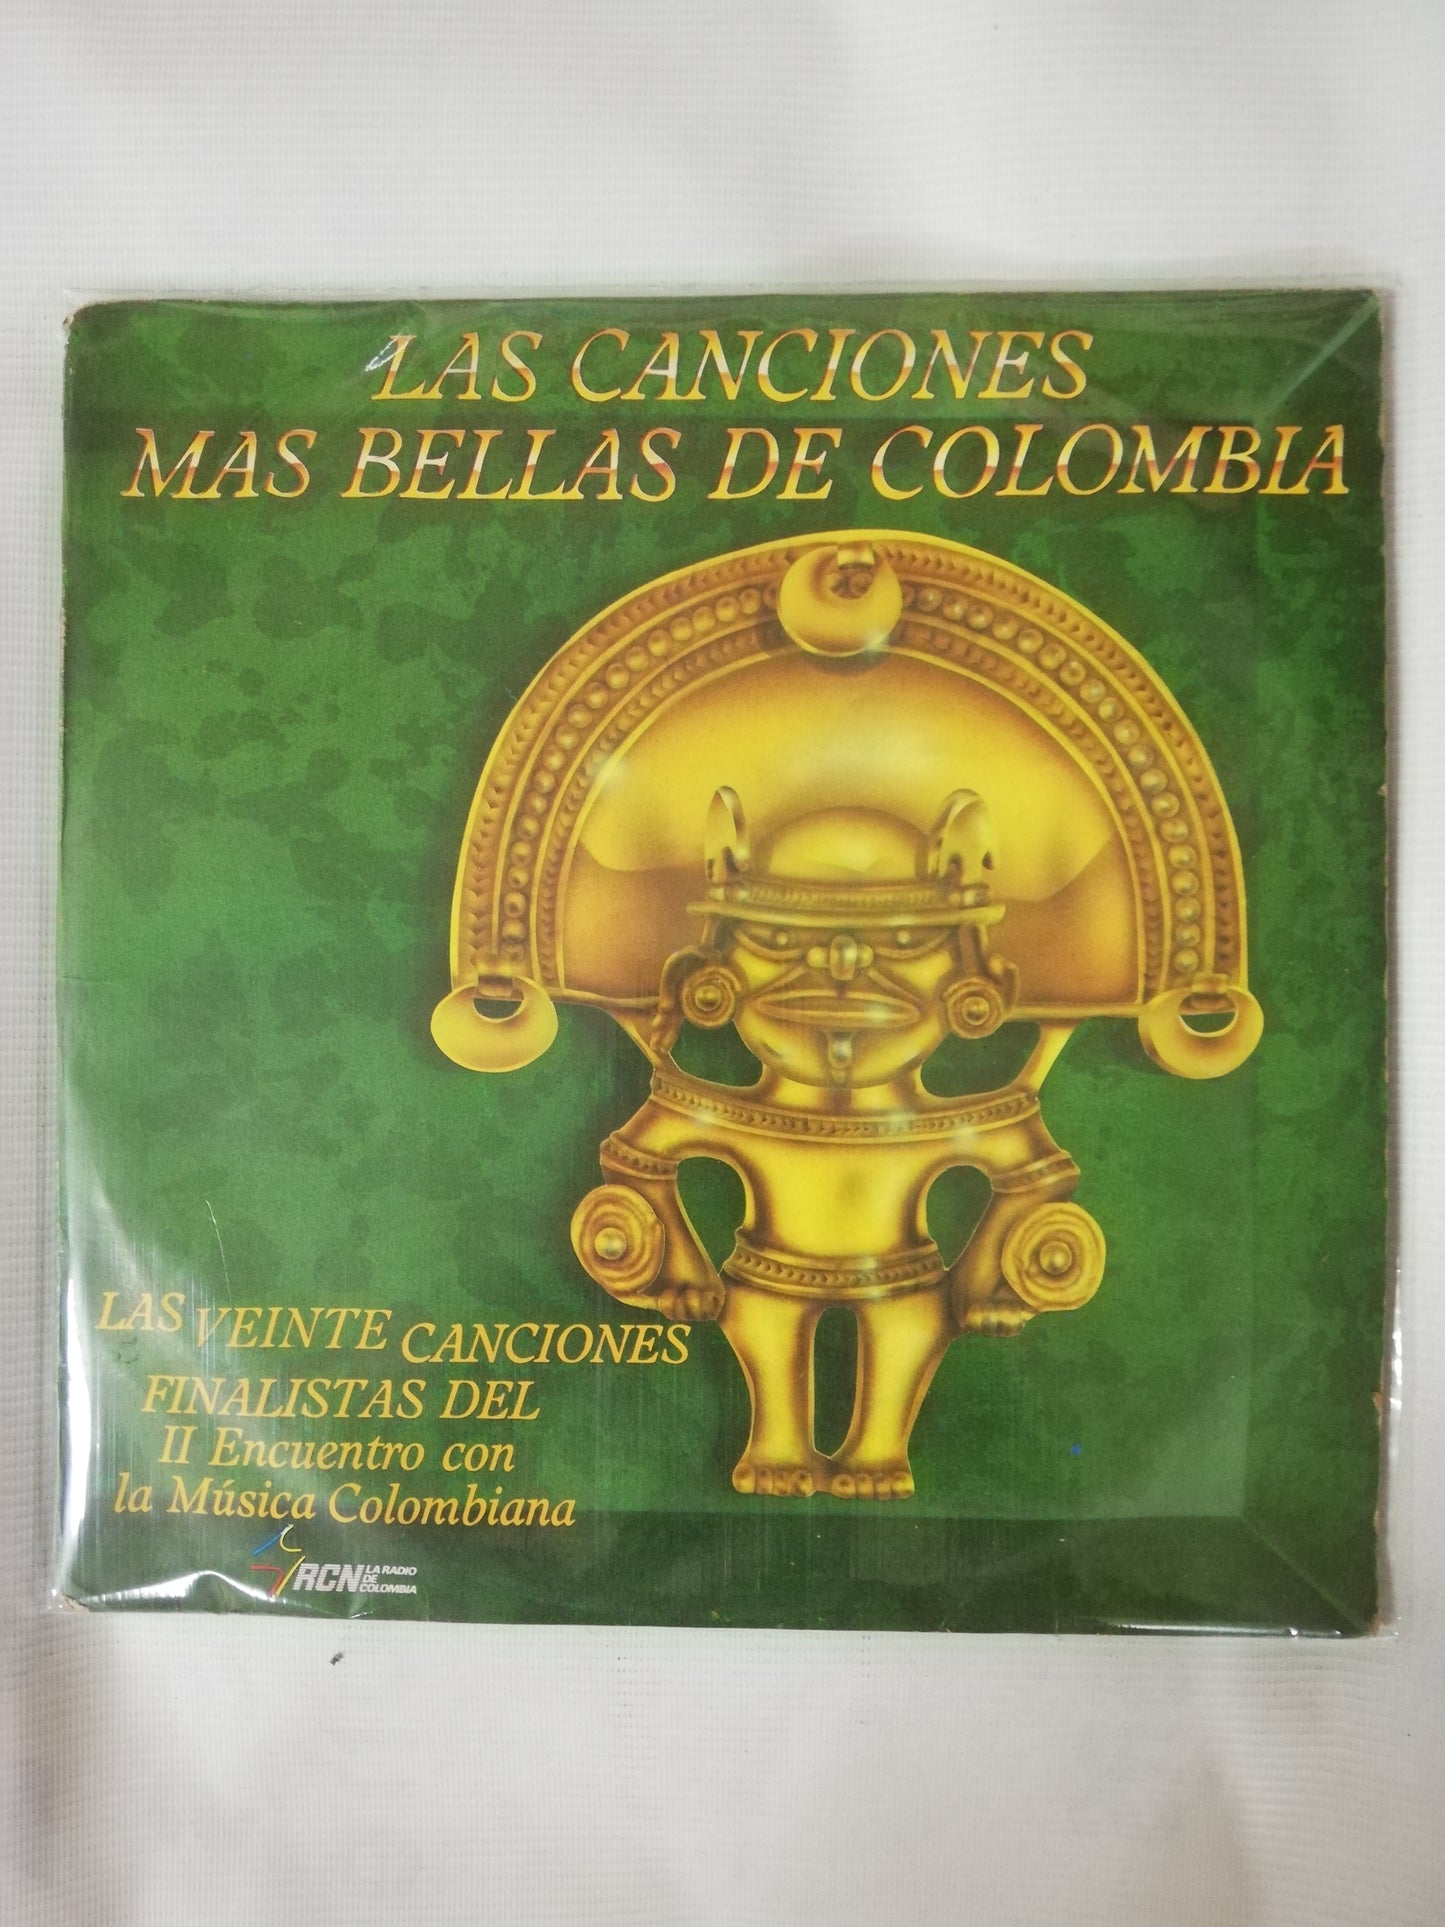 LAS CANCIONES
MAS BELLAS DE COLOMBIA
LAS VEINTE CANCIONES
FINALISTAS DEL
II Encuentro con
la Música Colombiana
RCN LA RADIO
DE
COLOMBIA